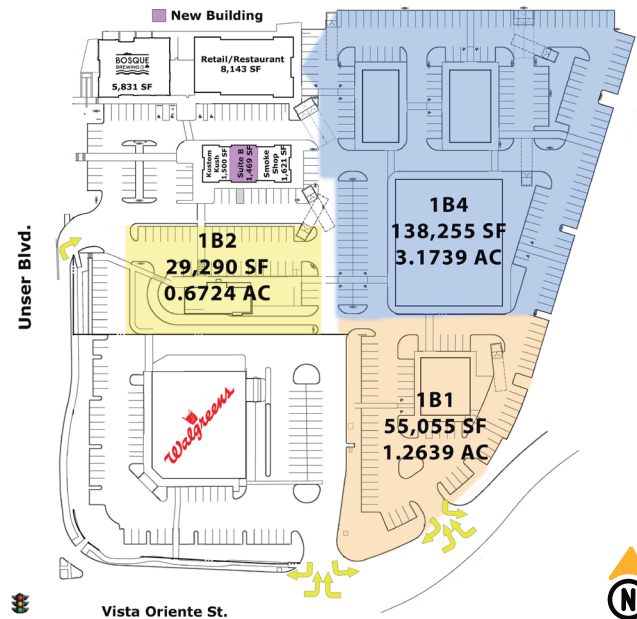 New Building
BOSQUE
BREWING CO
5,831 SF
Retail/Restaurant
8,143 SF
Kustom
Kush
1,500 SF
Suite B
1,469 SF
Smoke
Shop
1,621 SF
1B4
138,255 SF
3.1739 AC
1B2
29,290 SF
0.6724 AC
Unser Blvd.
Walgreens
1B1
55,055 SF
1.2639 AC
Vista Oriente St.
N